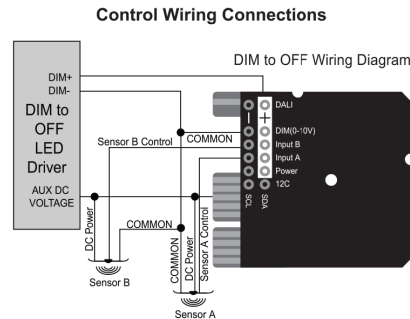 Control Wiring Connections
DIM to OFF Wiring Diagram
DIM+
DIM-
DIM to
OFF
LED
Driver
AUX DC
VOLTAGE
Sensor B Control
COMMON
DALI
DIM(0-10V)
Input B
Input A
Power
12C
SCL
SDA
DC Power
COMMON
COMMON
DC Power
Sensor A Control
Sensor B
Sensor A